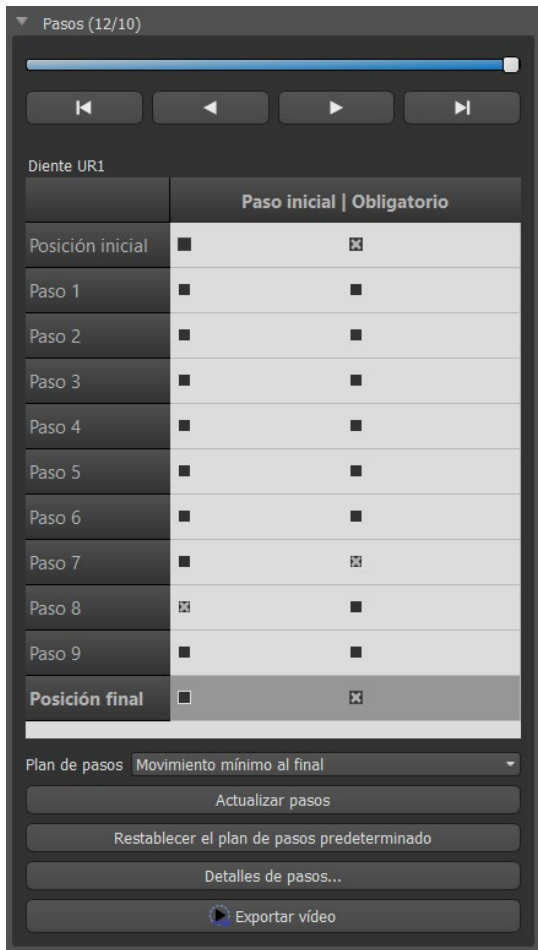 Pasos (12/10)
Diente UR1
Paso inicial | Obligatorio
Posición inicial
Paso 1
Paso 2
Paso 3
Paso 4
Paso 5
Paso 6
Paso 7
Paso 8
Paso 9
Posición final
Plan de pasos Movimiento mínimo al final
Actualizar pasos
Restablecer el plan de pasos predeterminado
Detalles de pasos...
Exportar vídeo